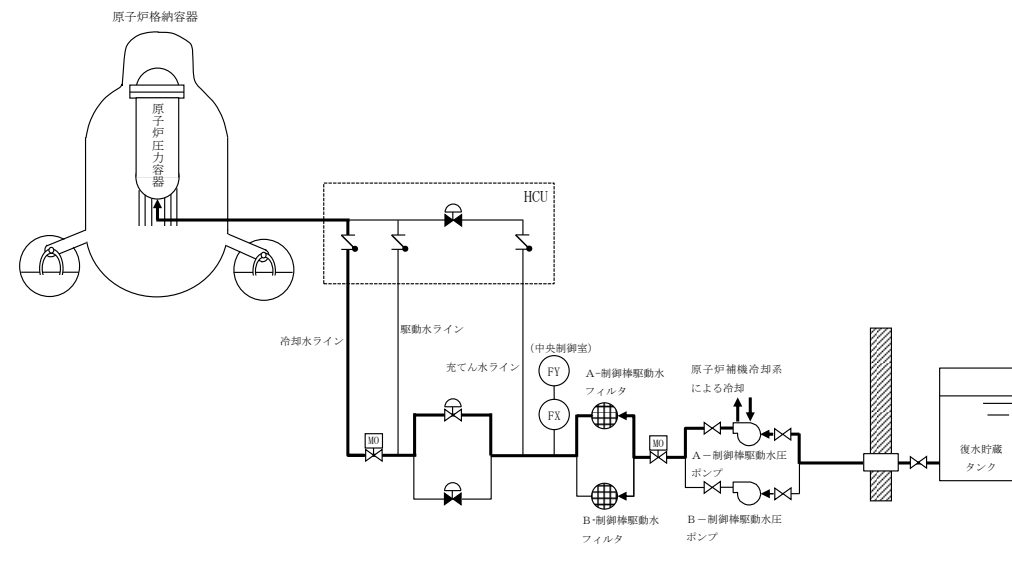 原子炉格納容器
原子炉圧力容器
HCU
冷却水ライン
駆動水ライン
充てん水ライン
(中央制御室)
FY
FX
MO
A-制御棒駆動水
フィルタ
B-制御棒駆動水
フィルタ
MO
原子炉補機冷却系
による冷却
A－制御棒駆動水圧
ポンプ
B－制御棒駆動水圧
ポンプ
復水貯蔵
タンク